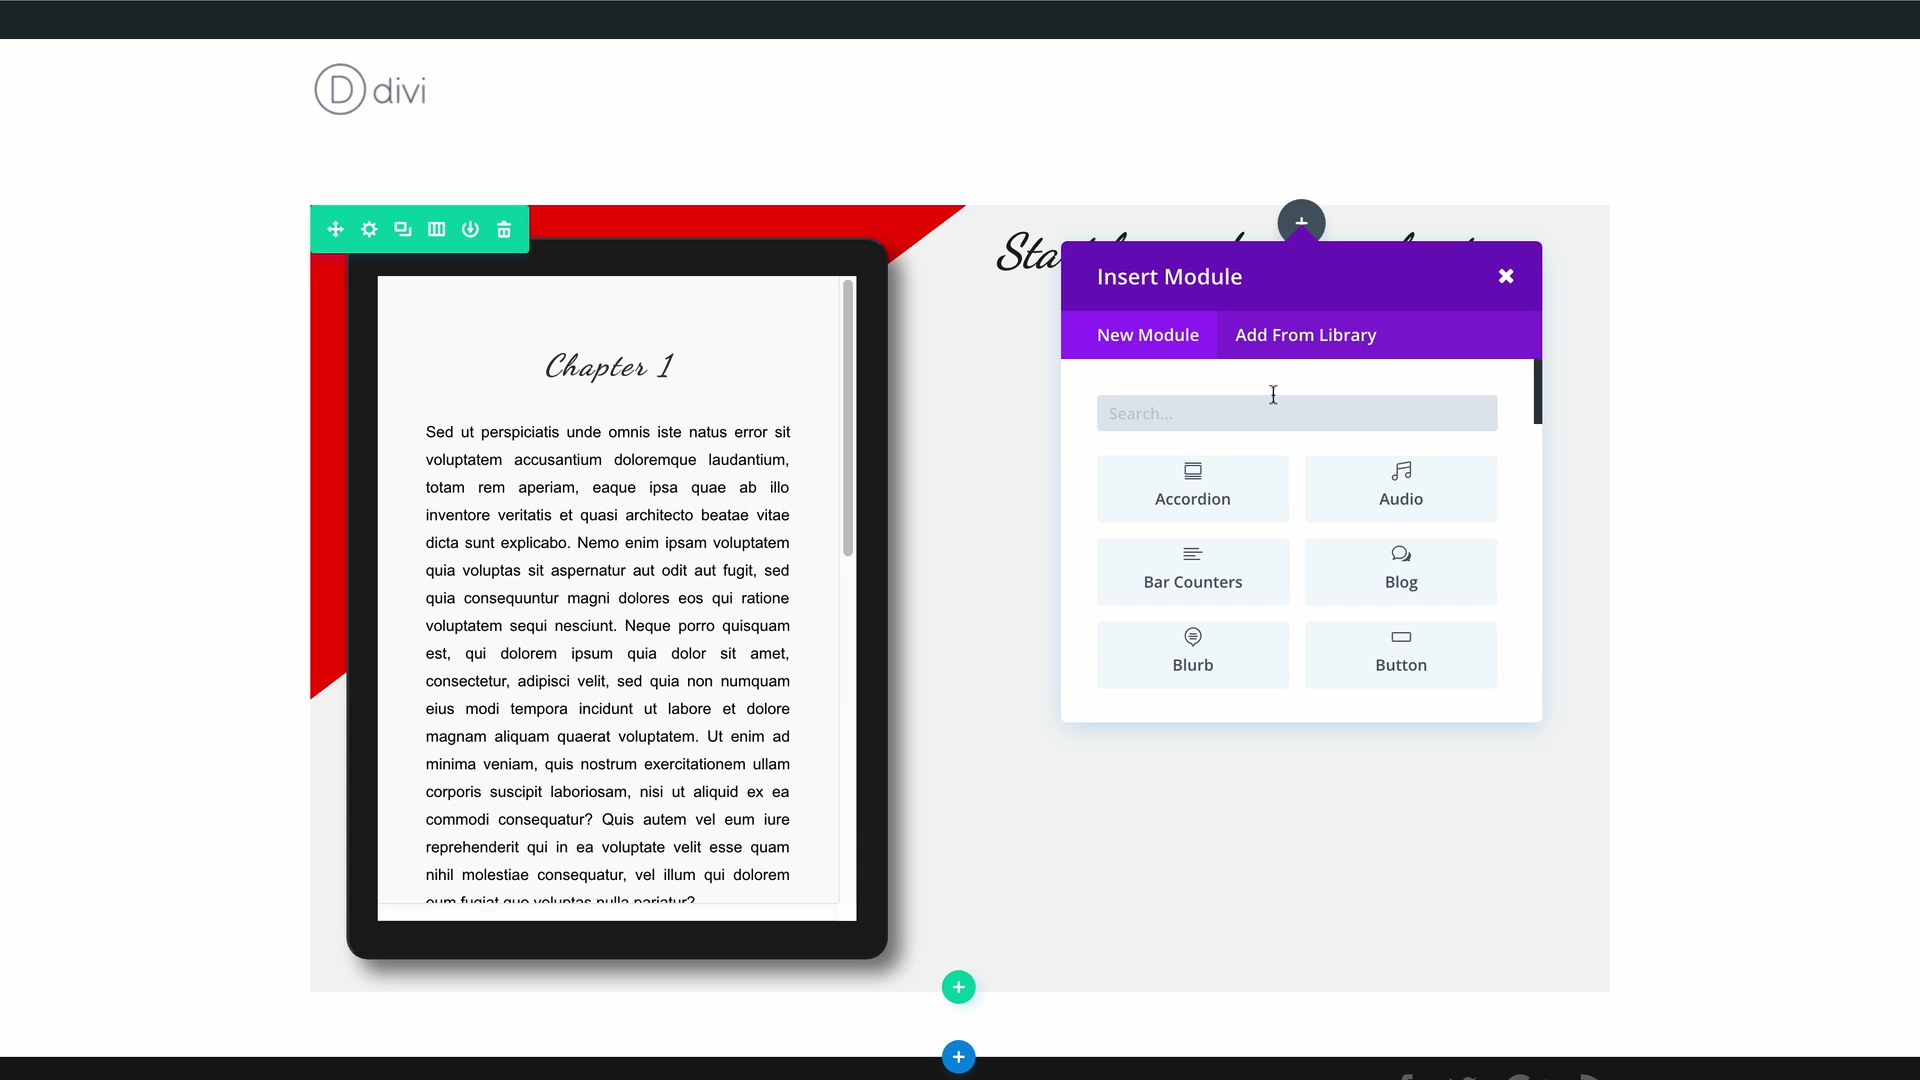 divi
Sta
Insert Module
New Module
Add From Library
Search...
Accordion
Audio
Bar Counters
Blog
Blurb
Button
Chapter 1
Sed ut perspiciatis unde omnis iste natus error sit
voluptatem accusantium doloremque laudantium,
totam rem aperiam, eaque ipsa quae ab illo
inventore veritatis et quasi architecto beatae vitae
dicta sunt explicabo. Nemo enim ipsam voluptatem
quia voluptas sit aspernatur aut odit aut fugit, sed
quia consequuntur magni dolores eos qui ratione
voluptatem sequi nesciunt. Neque porro quisquam
est, qui dolorem ipsum quia dolor sit amet,
consectetur, adipisci velit, sed quia non numquam
eius modi tempora incidunt ut labore et dolore
magnam aliquam quaerat voluptatem. Ut enim ad
minima veniam, quis nostrum exercitationem ullam
corporis suscipit laboriosam, nisi ut aliquid ex ea
commodi consequatur? Quis autem vel eum iure
reprehenderit qui in ea voluptate velit esse quam
nihil molestiae consequatur, vel illum qui dolorem
eum fugiat quo voluptas nulla pariatur?